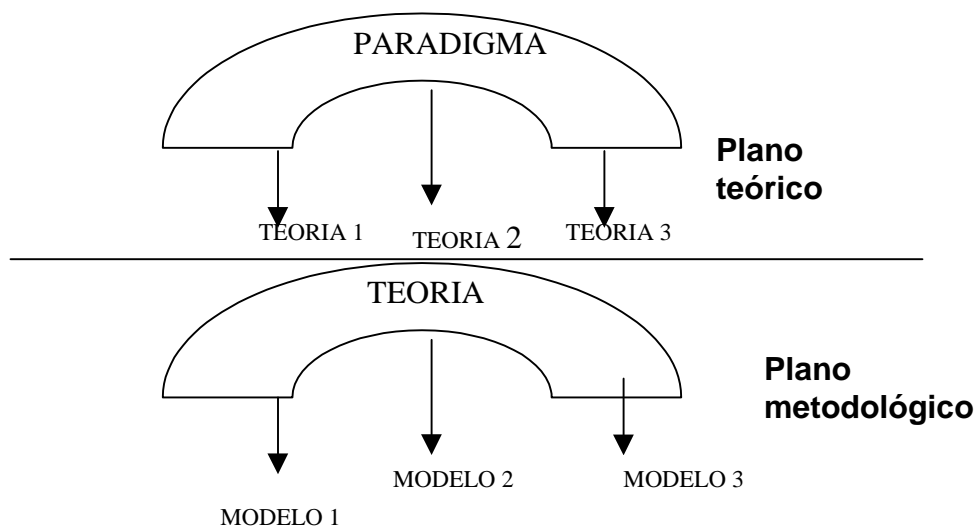 PARADIGMA
Plano
teórico
TEORIA 1
TEORIA 2
TEORIA 3
TEORIA
Plano
metodológico
MODELO 1
MODELO 2
MODELO 3